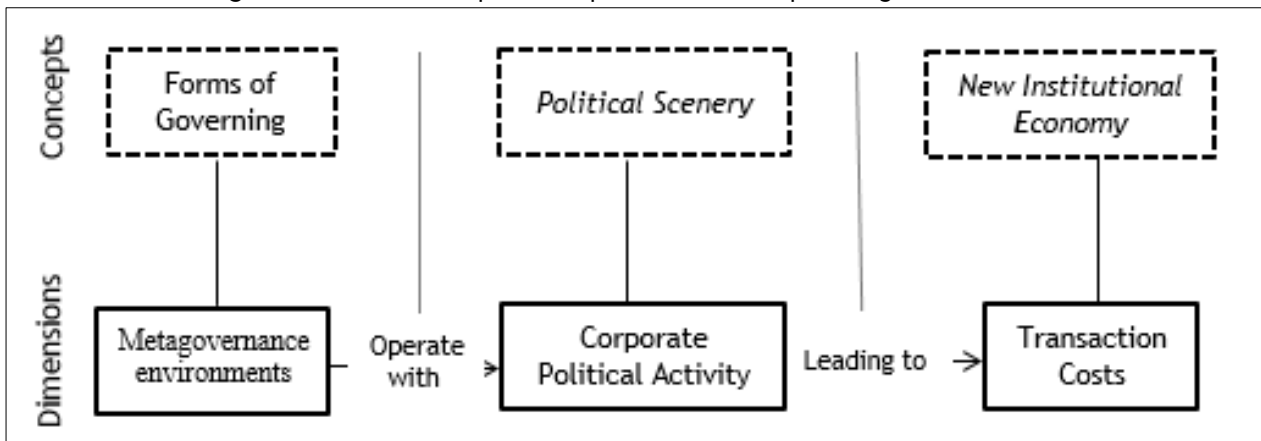 Concepts
Forms of
Governing
Political Scenery
New Institutional
Economy
Dimensions
Metagovernance
environments
Operate
with
Corporate
Political Activity
Leading to
Transaction
Costs